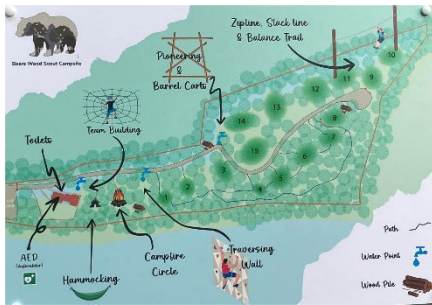 Bears Wood Scout Campsite
Pioneering
&
Barrel Carts
Zipline, Slack line
& Balance Trail
Team Building
Toilets
AED
(defibrillator)
Hammocking
Campfire
Circle
Traversing
Wall
Path
Water Point
Wood Pile
1
2
3
4
5
6
7
8
9
10
11
12
13
14
15